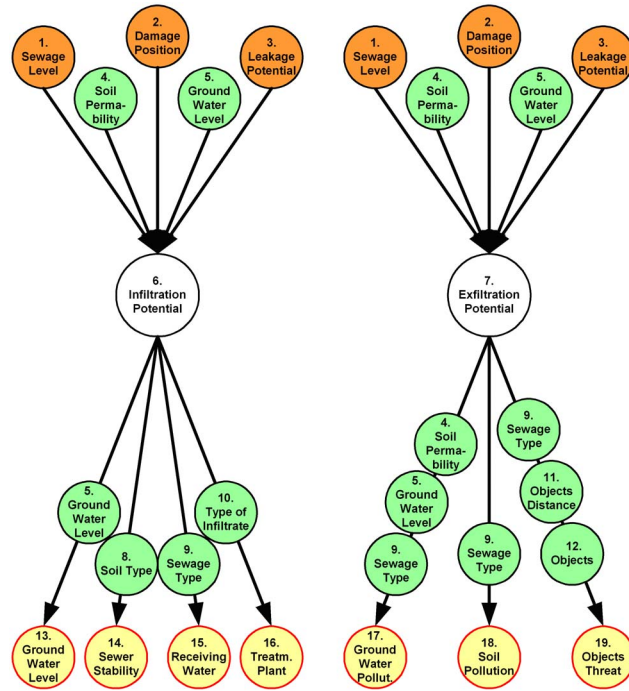 1.
Sewage
Level
2.
Damage
Position
3.
Leakage
Potential
4.
Soil
Perma-
bility
5.
Ground
Water
Level
6.
Infiltration
Potential
5.
Ground
Water
Level
8.
Soil Type
9.
Sewage
Type
10.
Type of
Infiltrate
13.
Ground
Water
Level
14.
Sewer
Stability
15.
Receiving
Water
16.
Treatm.
Plant
1.
Sewage
Level
2.
Damage
Position
3.
Leakage
Potential
4.
Soil
Perma-
bility
5.
Ground
Water
Level
7.
Exfiltration
Potential
4.
Soil
Perma-
bility
5.
Ground
Water
Level
9.
Sewage
Type
9.
Sewage
Type
9.
Sewage
Type
11.
Objects
Distance
12.
Objects
17.
Ground
Water
Pollut.
18.
Soil
Pollution
19.
Objects
Threat